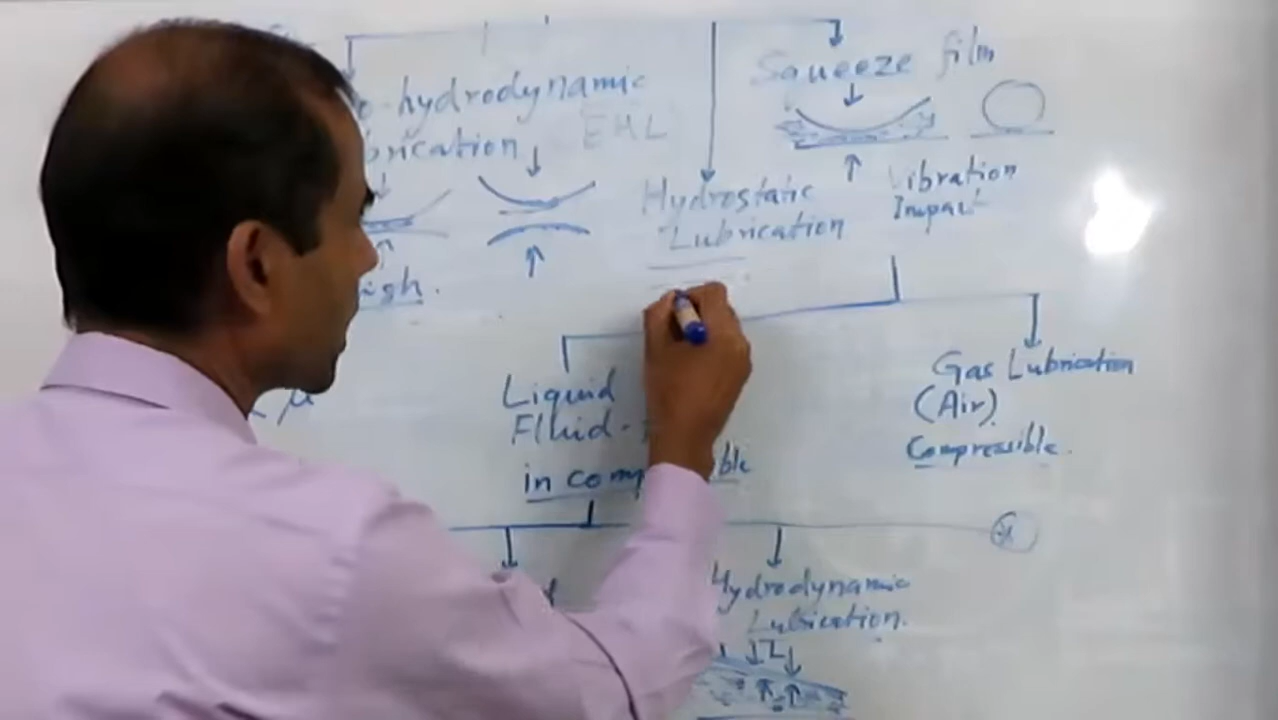 Squeeze film
o-hydrodynamic
brication
EHL
Hydrostatic
Lubrication
Vibration
Impact
igh.
Liquid
Fluid-
in comp ble
Gas Lubrication
(Air)
Compressible.
μ
Hydrodynamic
Lubrication.